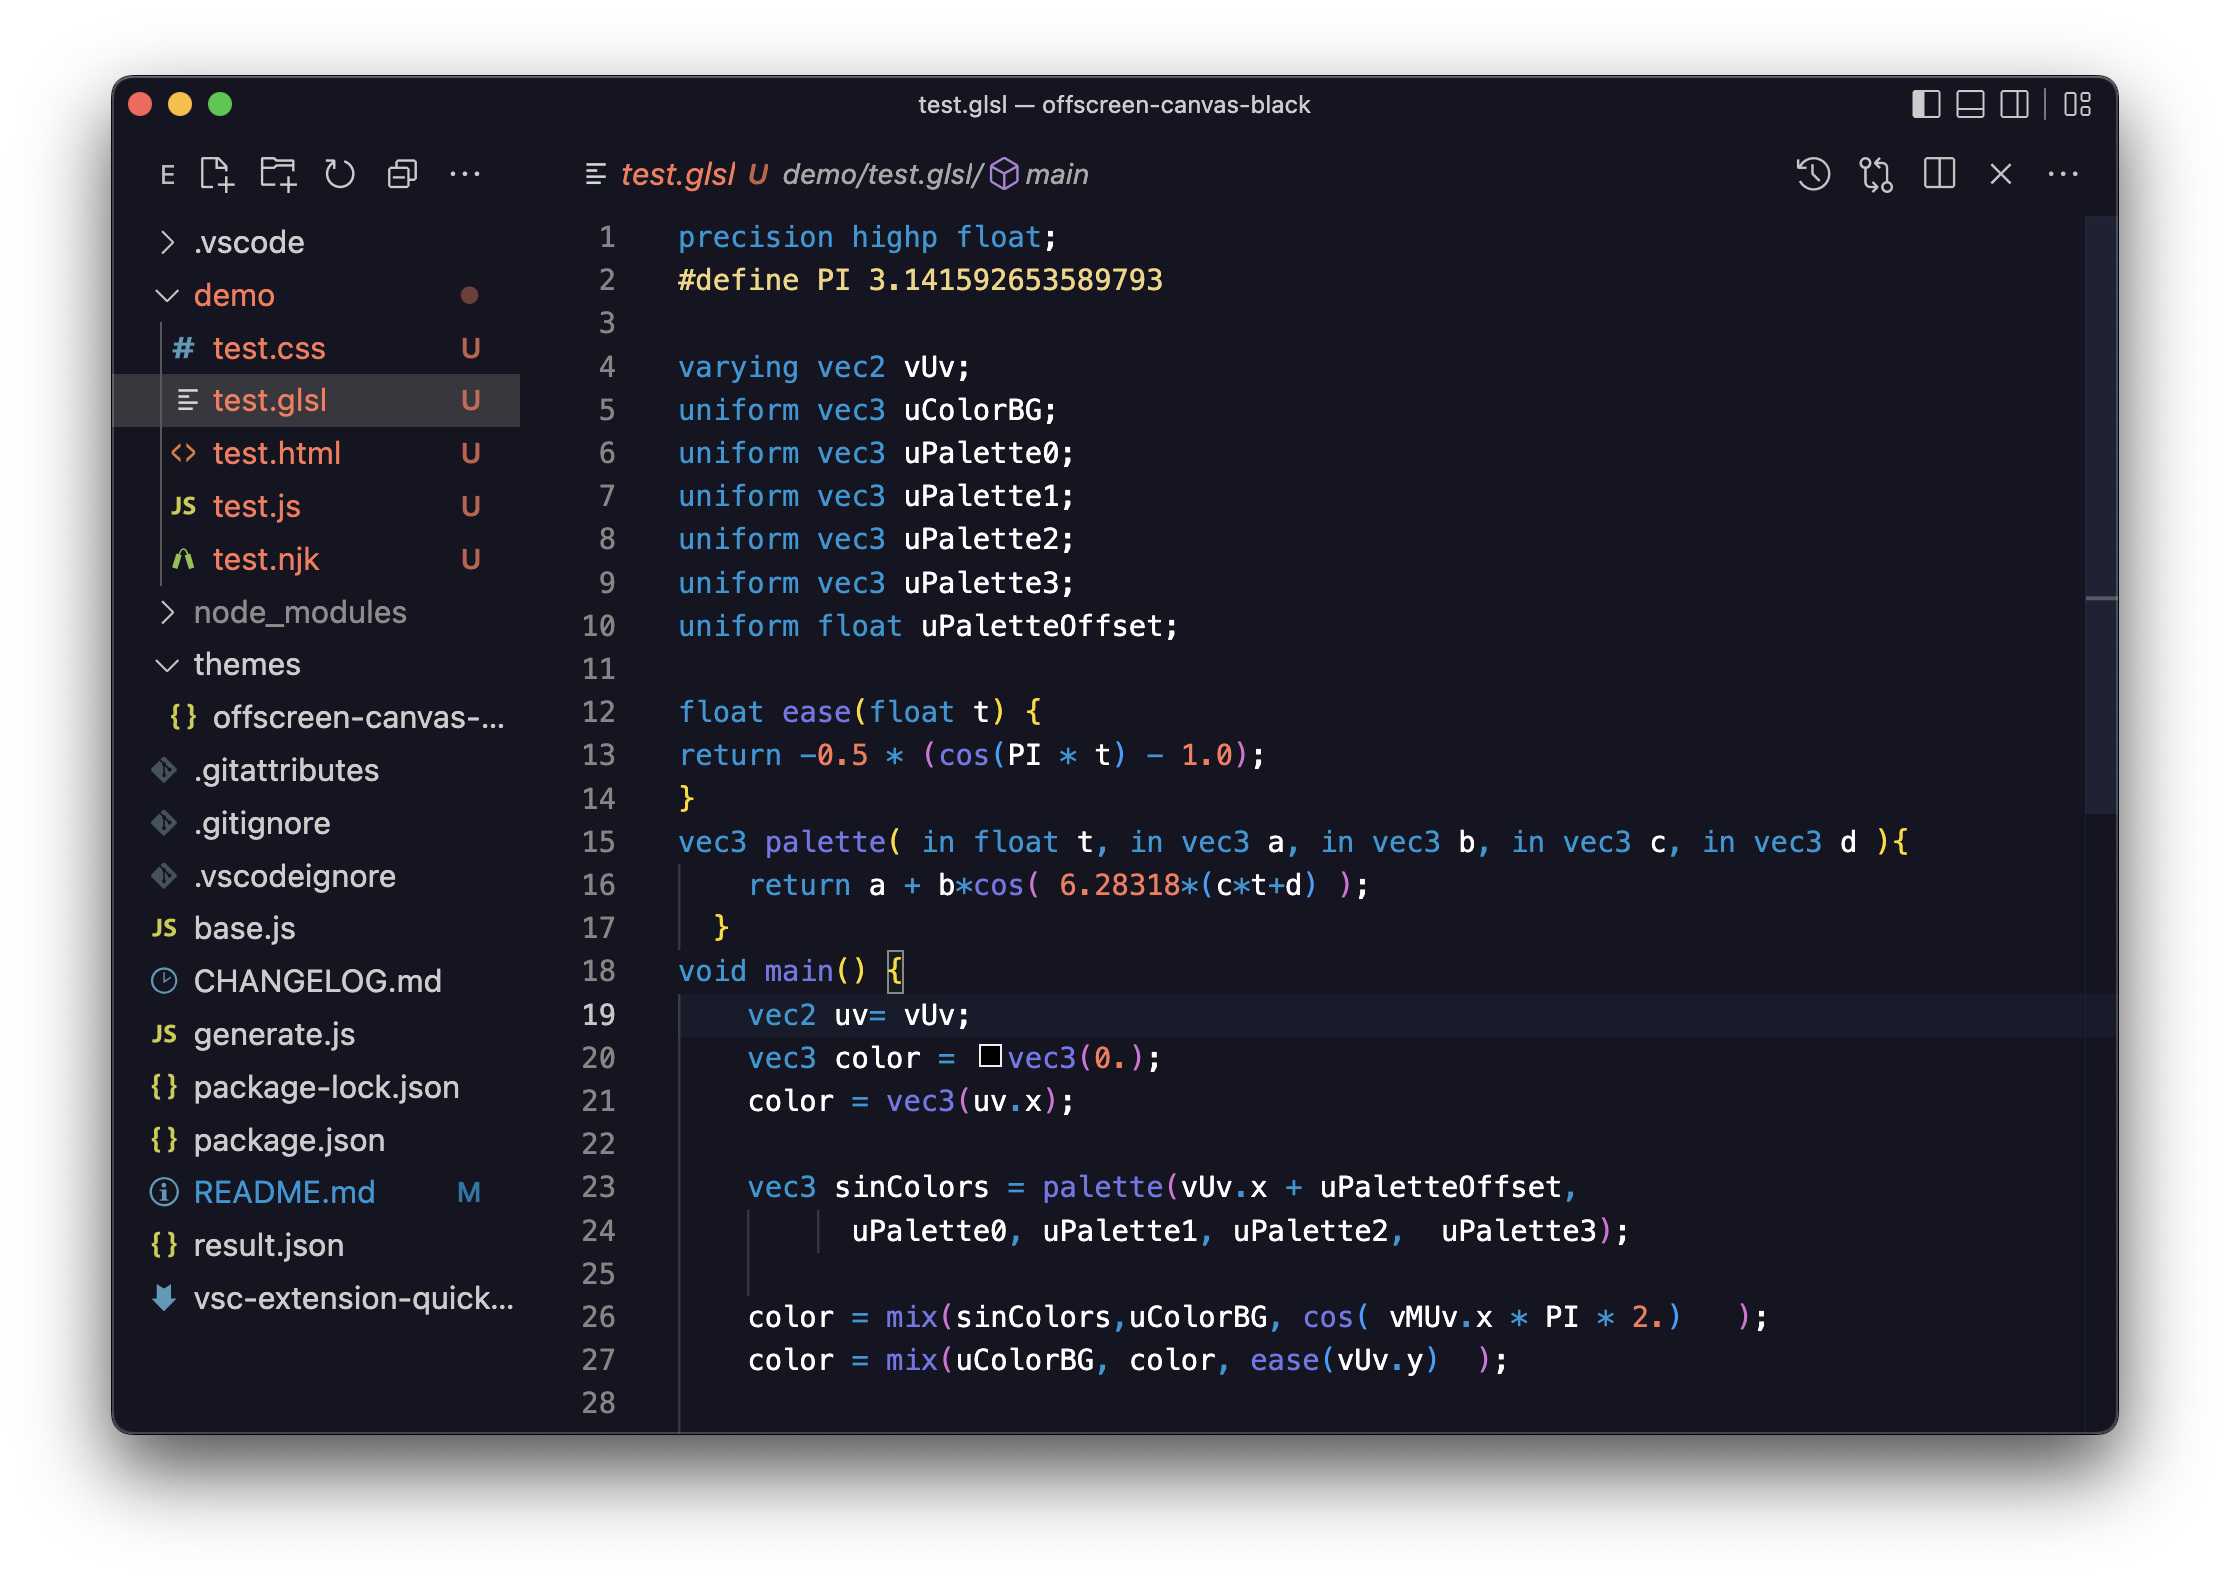 test.glsl — offscreen-canvas-black
E
test.glsl U demo/test.glsl/ main
.vscode
demo
# test.css U
test.glsl U
<> test.html U
JS test.js U
test.njk U
node_modules
themes
{} offscreen-canvas-...
.gitattributes
.gitignore
.vscodeignore
JS base.js
CHANGELOG.md
JS generate.js
{} package-lock.json
{} package.json
README.md M
{} result.json
vsc-extension-quick...
1 precision highp float;
2 #define PI 3.141592653589793
3
4 varying vec2 vUv;
5 uniform vec3 uColorBG;
6 uniform vec3 uPalette0;
7 uniform vec3 uPalette1;
8 uniform vec3 uPalette2;
9 uniform vec3 uPalette3;
10 uniform float uPaletteOffset;
11
12 float ease(float t) {
13 return -0.5 * (cos(PI * t) - 1.0);
14 }
15 vec3 palette( in float t, in vec3 a, in vec3 b, in vec3 c, in vec3 d ){
16     return a + b*cos( 6.28318*(c*t+d) );
17   }
18 void main() {
19     vec2 uv= vUv;
20     vec3 color = vec3(0.);
21     color = vec3(uv.x);
22
23     vec3 sinColors = palette(vUv.x + uPaletteOffset,
24           uPalette0, uPalette1, uPalette2,  uPalette3);
25
26     color = mix(sinColors,uColorBG, cos( vMUv.x * PI * 2.)   );
27     color = mix(uColorBG, color, ease(vUv.y)  );
28